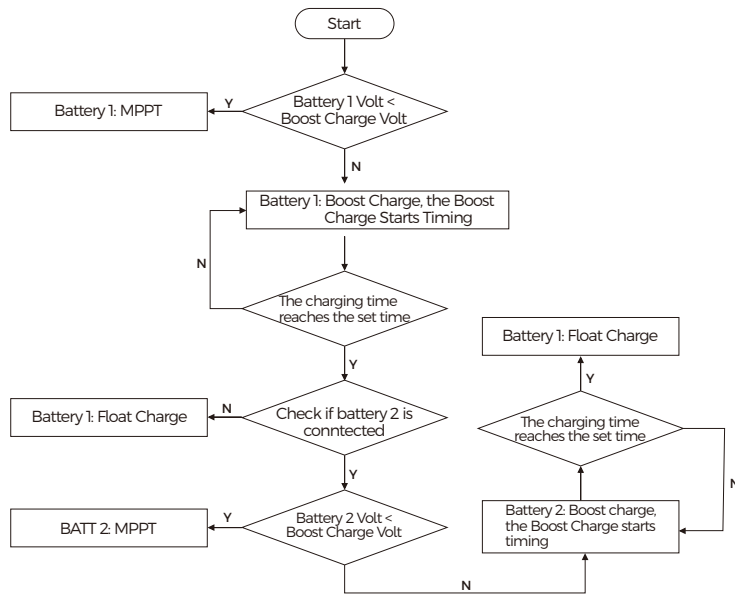 Start
Battery 1 Volt <
Boost Charge Volt
Y
Battery 1: MPPT
N
Battery 1: Boost Charge, the Boost
Charge Starts Timing
N
The charging time
reaches the set time
Y
Check if battery 2 is
conntected
N
Battery 1: Float Charge
Y
Battery 2 Volt <
Boost Charge Volt
Y
BATT 2: MPPT
N
Battery 2: Boost charge,
the Boost Charge starts
timing
The charging time
reaches the set time
N
Y
Battery 1: Float Charge